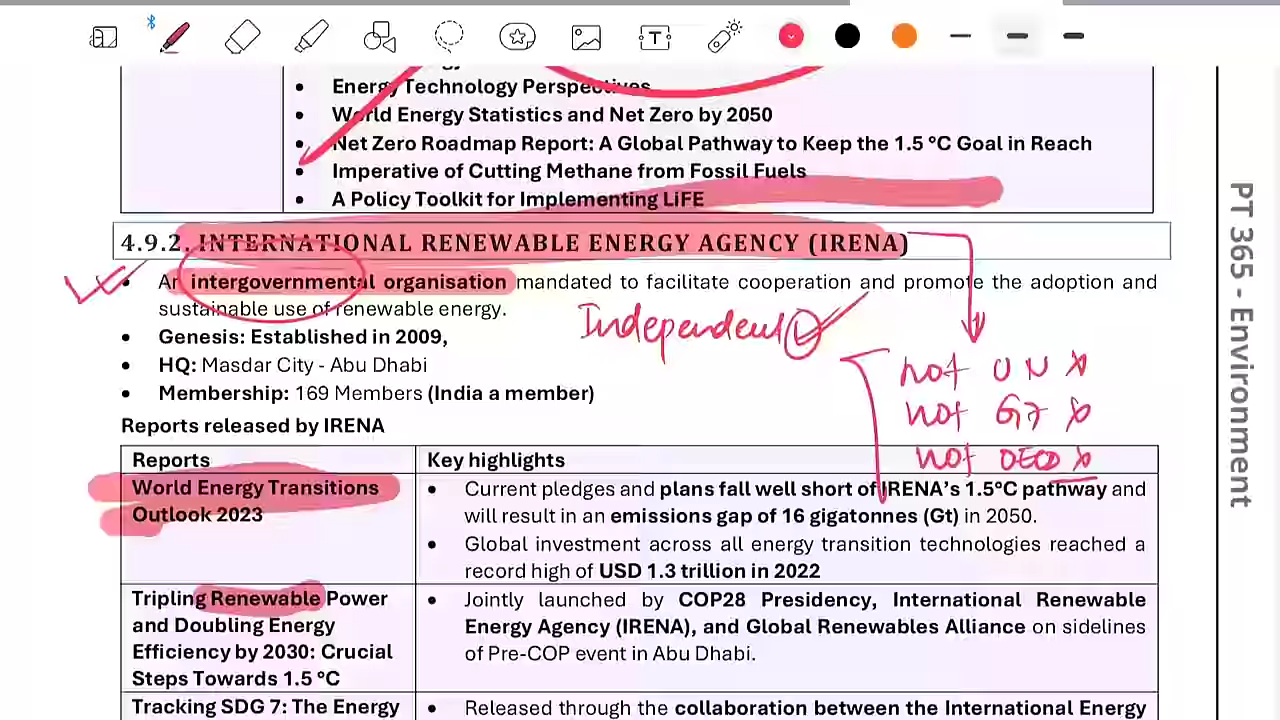 Energy Technology Perspectives
World Energy Statistics and Net Zero by 2050
Net Zero Roadmap Report: A Global Pathway to Keep the 1.5 °C Goal in Reach
Imperative of Cutting Methane from Fossil Fuels
A Policy Toolkit for Implementing LiFE
4.9.2. INTERNATIONAL RENEWABLE ENERGY AGENCY (IRENA)
An intergovernmental organisation mandated to facilitate cooperation and promote the adoption and
sustainable use of renewable energy.
Independent
Genesis: Established in 2009,
HQ: Masdar City - Abu Dhabi
not UN
Membership: 169 Members (India a member)
not G7
Reports released by IRENA
not OECD
Reports
Key highlights
World Energy Transitions
Outlook 2023
Current pledges and plans fall well short of IRENA's 1.5°C pathway and
will result in an emissions gap of 16 gigatonnes (Gt) in 2050.
Global investment across all energy transition technologies reached a
record high of USD 1.3 trillion in 2022
Tripling Renewable Power
and Doubling Energy
Efficiency by 2030: Crucial
Steps Towards 1.5 °C
Jointly launched by COP28 Presidency, International Renewable
Energy Agency (IRENA), and Global Renewables Alliance on sidelines
of Pre-COP event in Abu Dhabi.
Tracking SDG 7: The Energy
Released through the collaboration between the International Energy
PT 365 - Environment